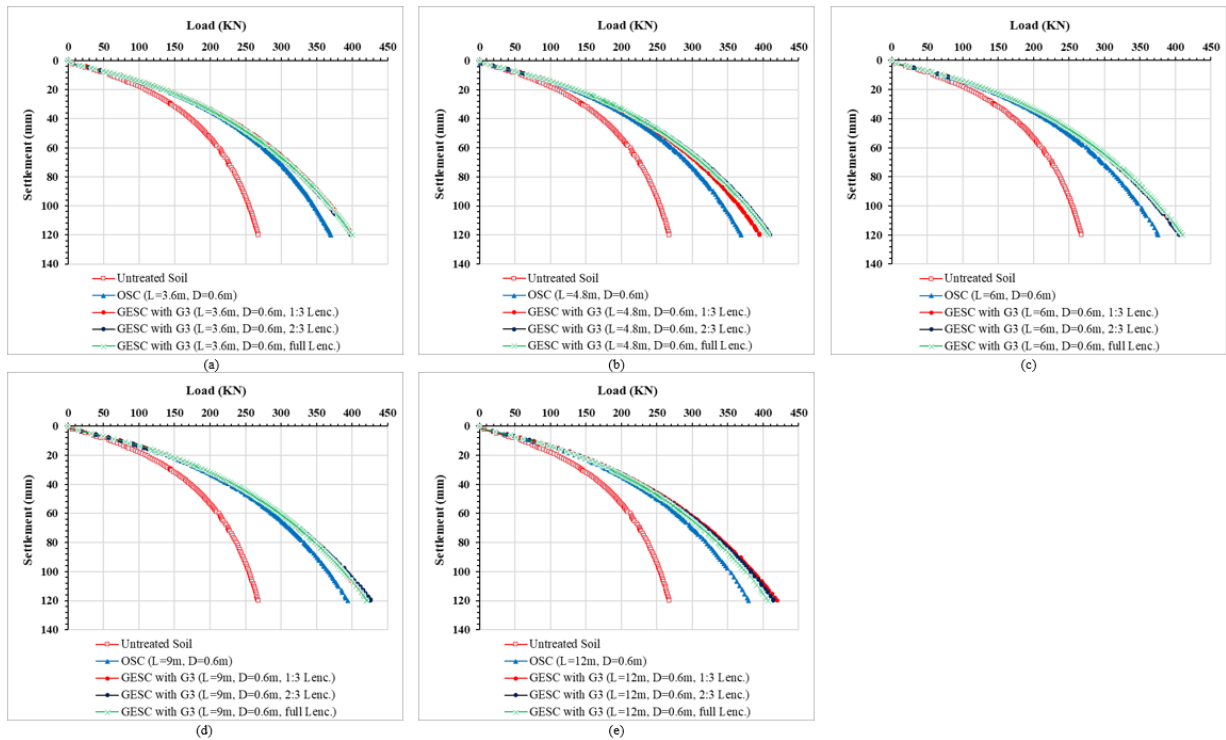 Load (KN)
0 50 100 150 200 250 300 350 400 450
0
20
40
60
80
100
120
140
Settlement (mm)
Untreated Soil
OSC (L=3.6m, D=0.6m)
GESC with G3 (L=3.6m, D=0.6m, 1:3 Lenc.)
GESC with G3 (L=3.6m, D=0.6m, 2:3 Lenc.)
GESC with G3 (L=3.6m, D=0.6m, full Lenc.)
(a)
Load (KN)
0 50 100 150 200 250 300 350 400 450
0
20
40
60
80
100
120
140
Settlement (mm)
Untreated Soil
OSC (L=4.8m, D=0.6m)
GESC with G3 (L=4.8m, D=0.6m, 1:3 Lenc.)
GESC with G3 (L=4.8m, D=0.6m, 2:3 Lenc.)
GESC with G3 (L=4.8m, D=0.6m, full Lenc.)
(b)
Load (KN)
0 50 100 150 200 250 300 350 400 450
0
20
40
60
80
100
120
140
Settlement (mm)
Untreated Soil
OSC (L=6m, D=0.6m)
GESC with G3 (L=6m, D=0.6m, 1:3 Lenc.)
GESC with G3 (L=6m, D=0.6m, 2:3 Lenc.)
GESC with G3 (L=6m, D=0.6m, full Lenc.)
(c)
Load (KN)
0 50 100 150 200 250 300 350 400 450
0
20
40
60
80
100
120
140
Settlement (mm)
Untreated Soil
OSC (L=9m, D=0.6m)
GESC with G3 (L=9m, D=0.6m, 1:3 Lenc.)
GESC with G3 (L=9m, D=0.6m, 2:3 Lenc.)
GESC with G3 (L=9m, D=0.6m, full Lenc.)
(d)
Load (KN)
0 50 100 150 200 250 300 350 400 450
0
20
40
60
80
100
120
140
Settlement (mm)
Untreated Soil
OSC (L=12m, D=0.6m)
GESC with G3 (L=12m, D=0.6m, 1:3 Lenc.)
GESC with G3 (L=12m, D=0.6m, 2:3 Lenc.)
GESC with G3 (L=12m, D=0.6m, full Lenc.)
(e)